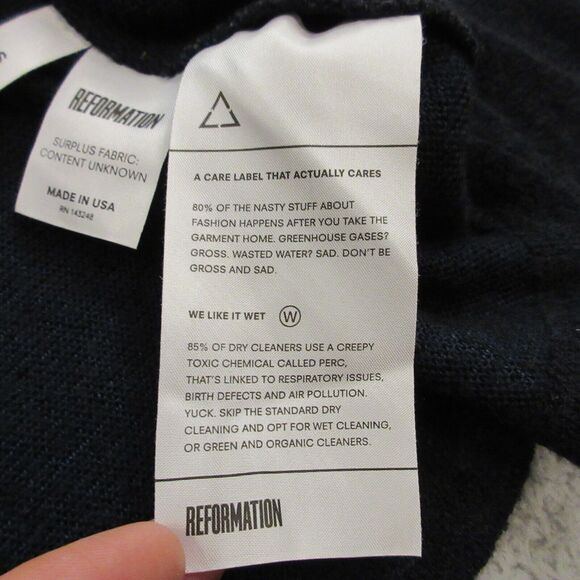 S
REFORMATION
SURPLUS FABRIC:
CONTENT UNKNOWN
MADE IN USA
RN 143248
A CARE LABEL THAT ACTUALLY CARES
80% OF THE NASTY STUFF ABOUT
FASHION HAPPENS AFTER YOU TAKE THE
GARMENT HOME. GREENHOUSE GASES?
GROSS. WASTED WATER? SAD. DON'T BE
GROSS AND SAD.
WE LIKE IT WET W
85% OF DRY CLEANERS USE A CREEPY
TOXIC CHEMICAL CALLED PERC,
THAT'S LINKED TO RESPIRATORY ISSUES,
BIRTH DEFECTS AND AIR POLLUTION.
YUCK. SKIP THE STANDARD DRY
CLEANING AND OPT FOR WET CLEANING,
OR GREEN AND ORGANIC CLEANERS.
REFORMATION